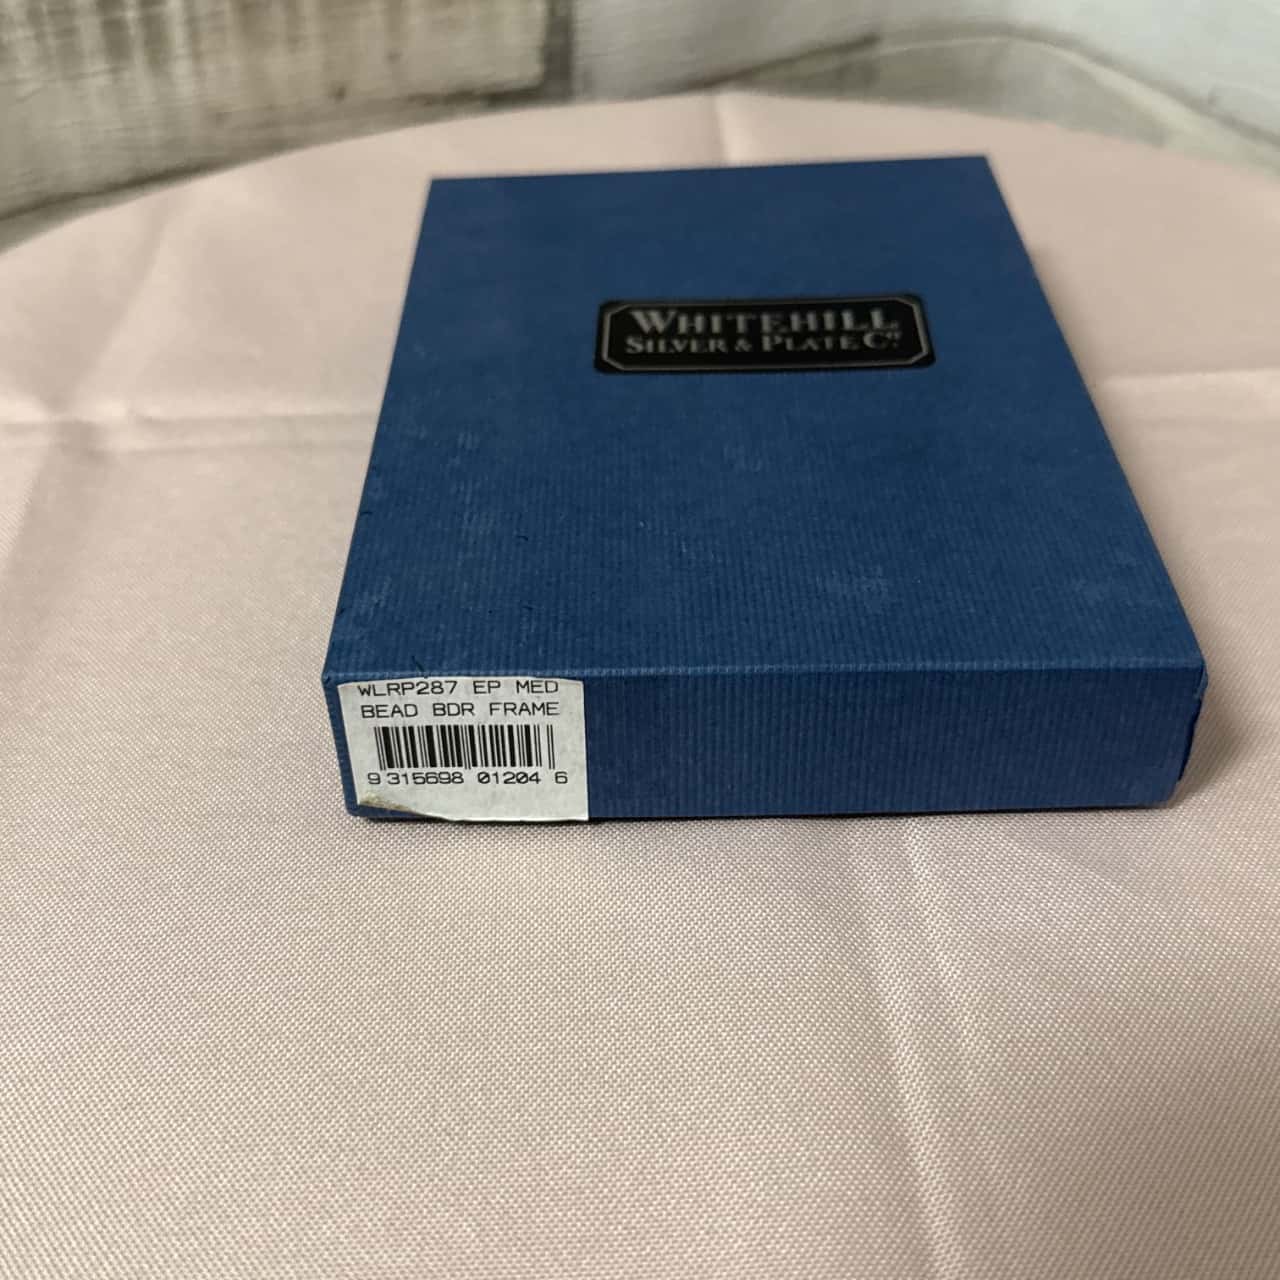 WHITEHILL
SILVER & PLATE Cº.
WLRP287 EP MED
BEAD BDR FRAME
9 315698 01204 6